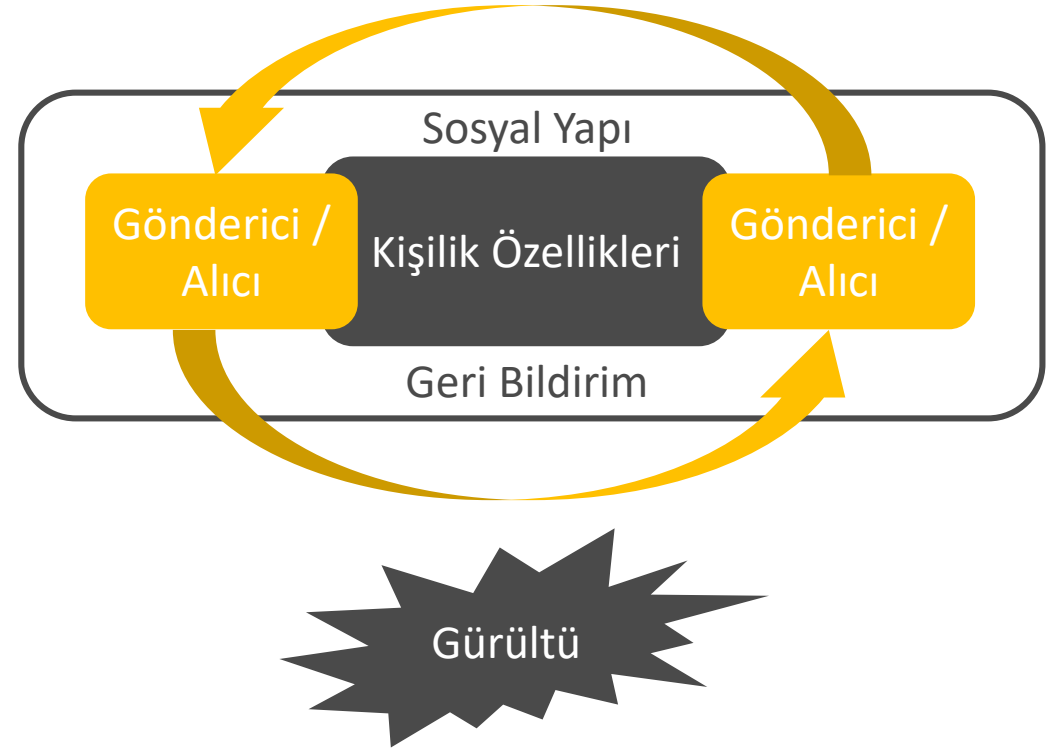 Sosyal Yapı
Gönderici /
Alıcı
Kişilik Özellikleri
Gönderici /
Alıcı
Geri Bildirim
Gürültü